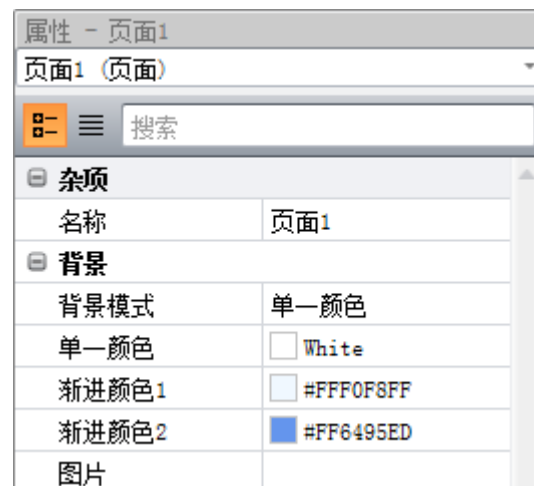 属性 - 页面1
页面1 (页面)
搜索
杂项
名称 页面1
背景
背景模式 单一颜色
单一颜色 White
渐进颜色1 #FFF0F8FF
渐进颜色2 #FF6495ED
图片